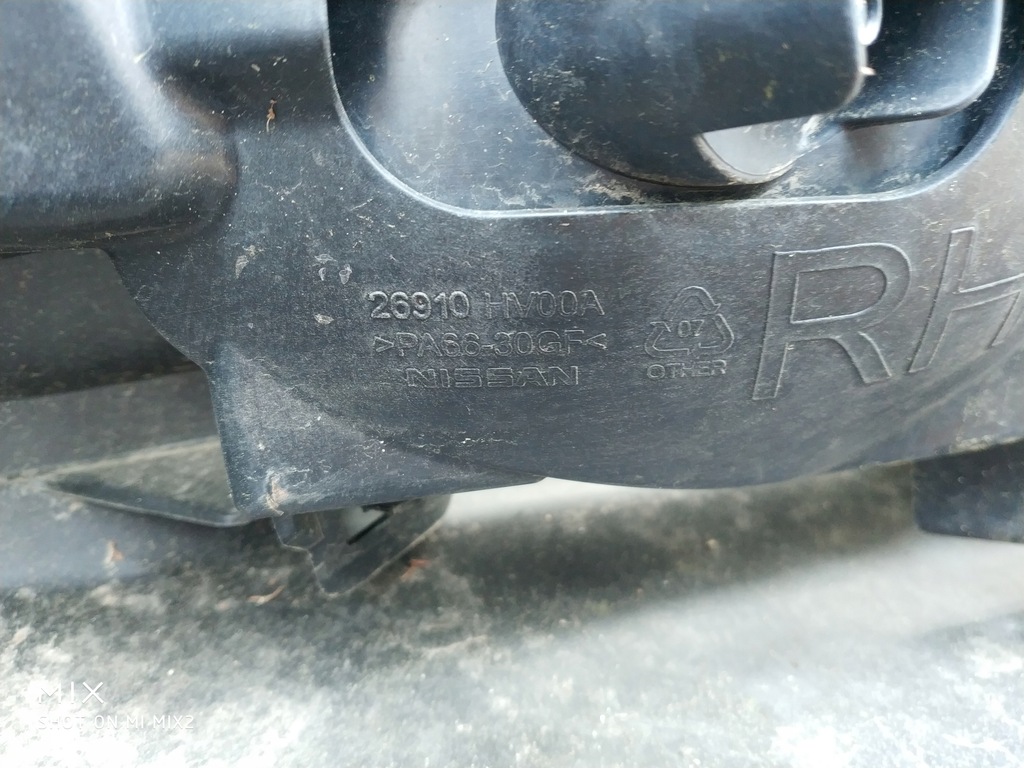 26910 HV00A
>PA66-30GF<
NISSAN
07
OTHER
RH
MIX
SHOT ON MI MIX2